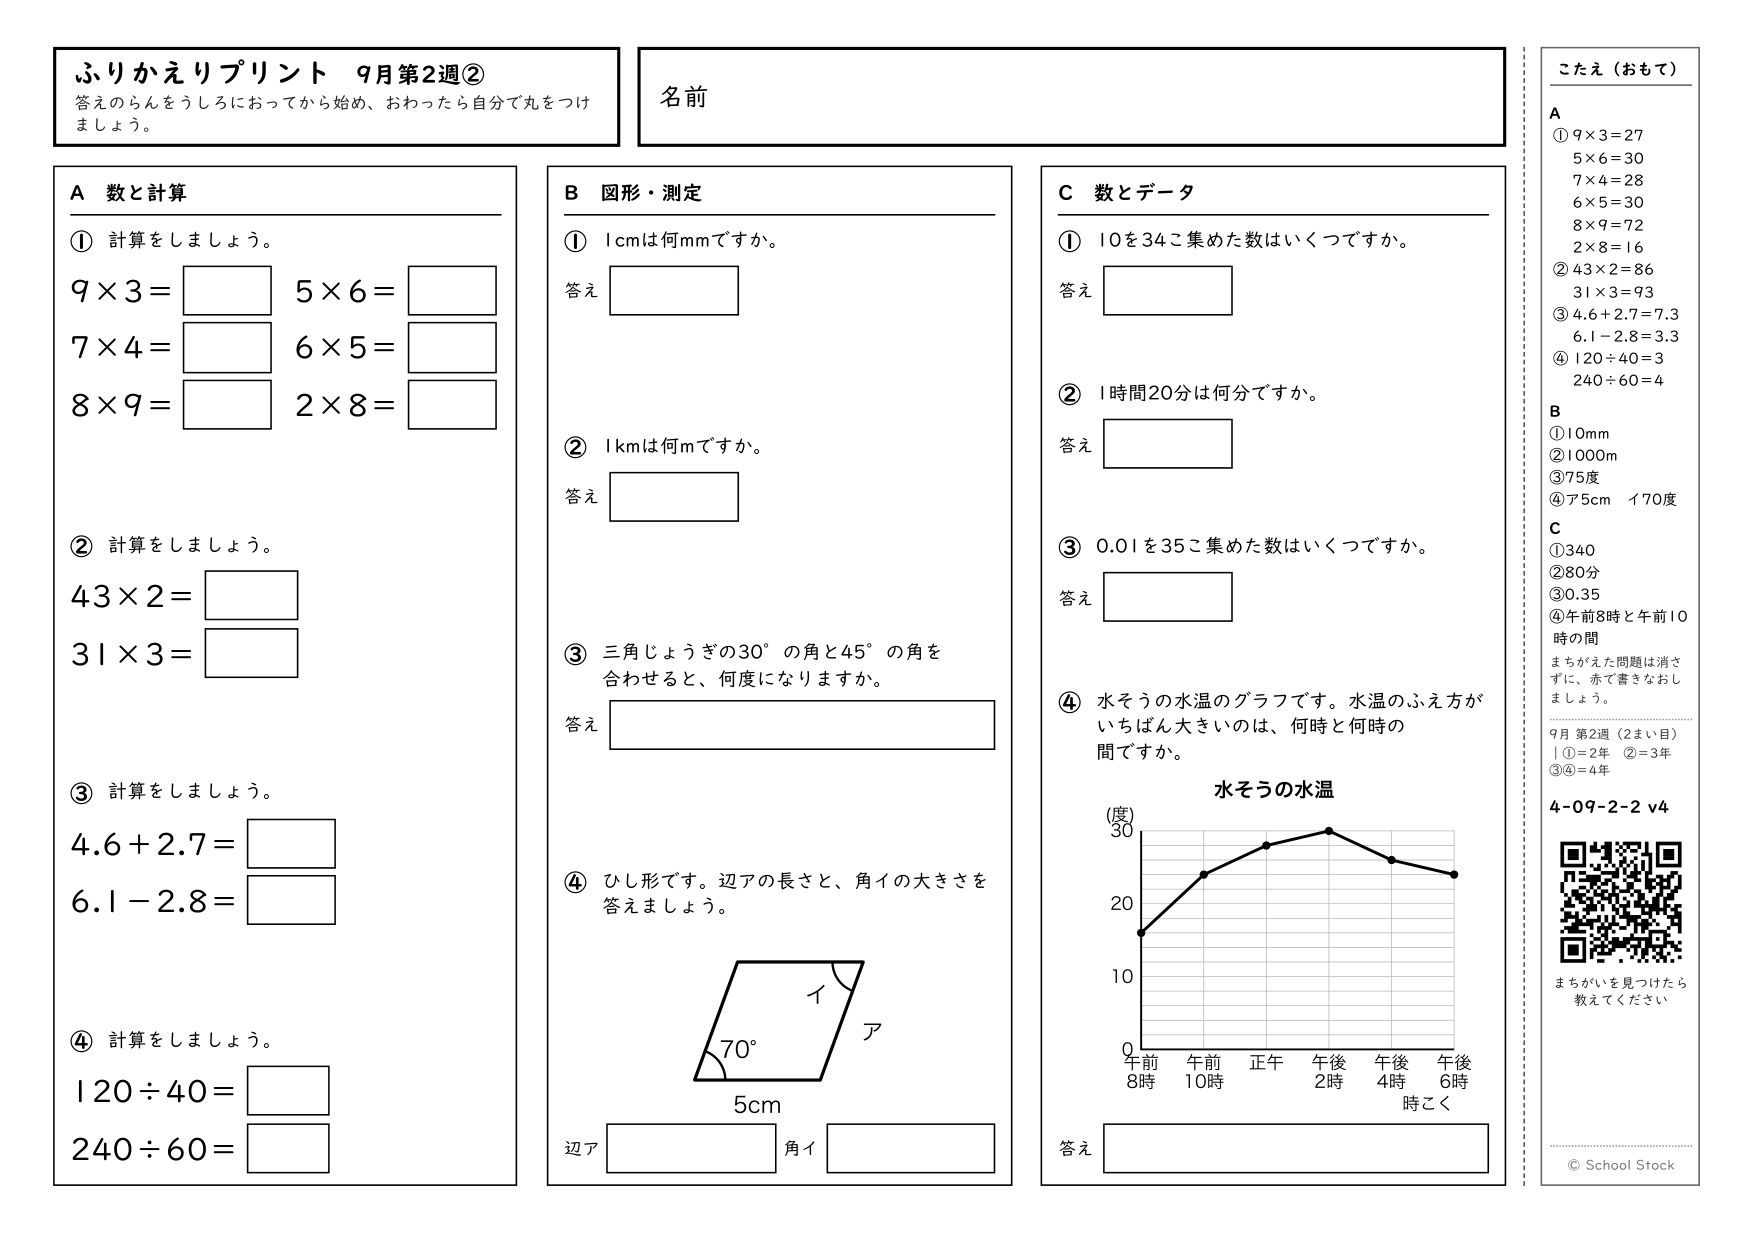 ふりかえりプリント　9月第2週②
答えのらんをうしろにおってから始め、おわったら自分で丸をつけ
ましょう。
名前
A　数と計算
① 計算をしましょう。
9×3＝　5×6＝
7×4＝　6×5＝
8×9＝　2×8＝
② 計算をしましょう。
43×2＝
31×3＝
③ 計算をしましょう。
4.6＋2.7＝
6.1－2.8＝
④ 計算をしましょう。
120÷40＝
240÷60＝
B　図形・測定
① 1cmは何mmですか。
答え
② 1kmは何mですか。
答え
③ 三角じょうぎの30°の角と45°の角を
合わせると、何度になりますか。
答え
④ ひし形です。辺アの長さと、角イの大きさを
答えましょう。
イ
ア
70°
5cm
辺ア　角イ
C　数とデータ
① 10を34こ集めた数はいくつですか。
答え
② 1時間20分は何分ですか。
答え
③ 0.01を35こ集めた数はいくつですか。
答え
④ 水そうの水温のグラフです。水温のふえ方が
いちばん大きいのは、何時と何時の
間ですか。
水そうの水温
(度)
30
20
10
0
午前　午前　正午　午後　午後　午後
8時　10時　2時　4時　6時
時こく
答え
こたえ（おもて）
A
① 9×3＝27
5×6＝30
7×4＝28
6×5＝30
8×9＝72
2×8＝16
② 43×2＝86
31×3＝93
③ 4.6＋2.7＝7.3
6.1－2.8＝3.3
④ 120÷40＝3
240÷60＝4
B
①10mm
②1000m
③75度
④ア5cm　イ70度
C
①340
②80分
③0.35
④午前8時と午前10
時の間
まちがえた問題は消さ
ずに、赤で書きなおし
ましょう。
9月 第2週（2まい目）
｜①＝2年　②＝3年
③④＝4年
4-09-2-2 v4
まちがいを見つけたら
教えてください
© School Stock